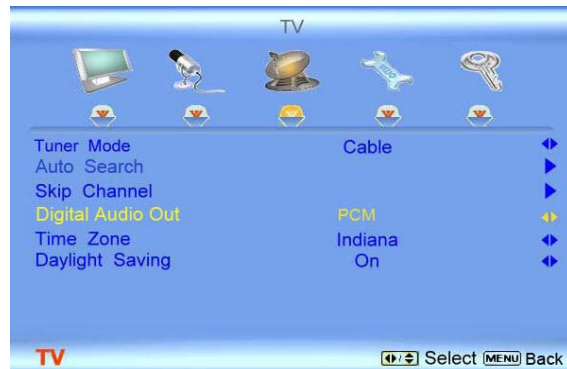 TV
Tuner Mode Cable
Auto Search
Skip Channel
Digital Audio Out PCM
Time Zone Indiana
Daylight Saving On
TV Select MENU Back